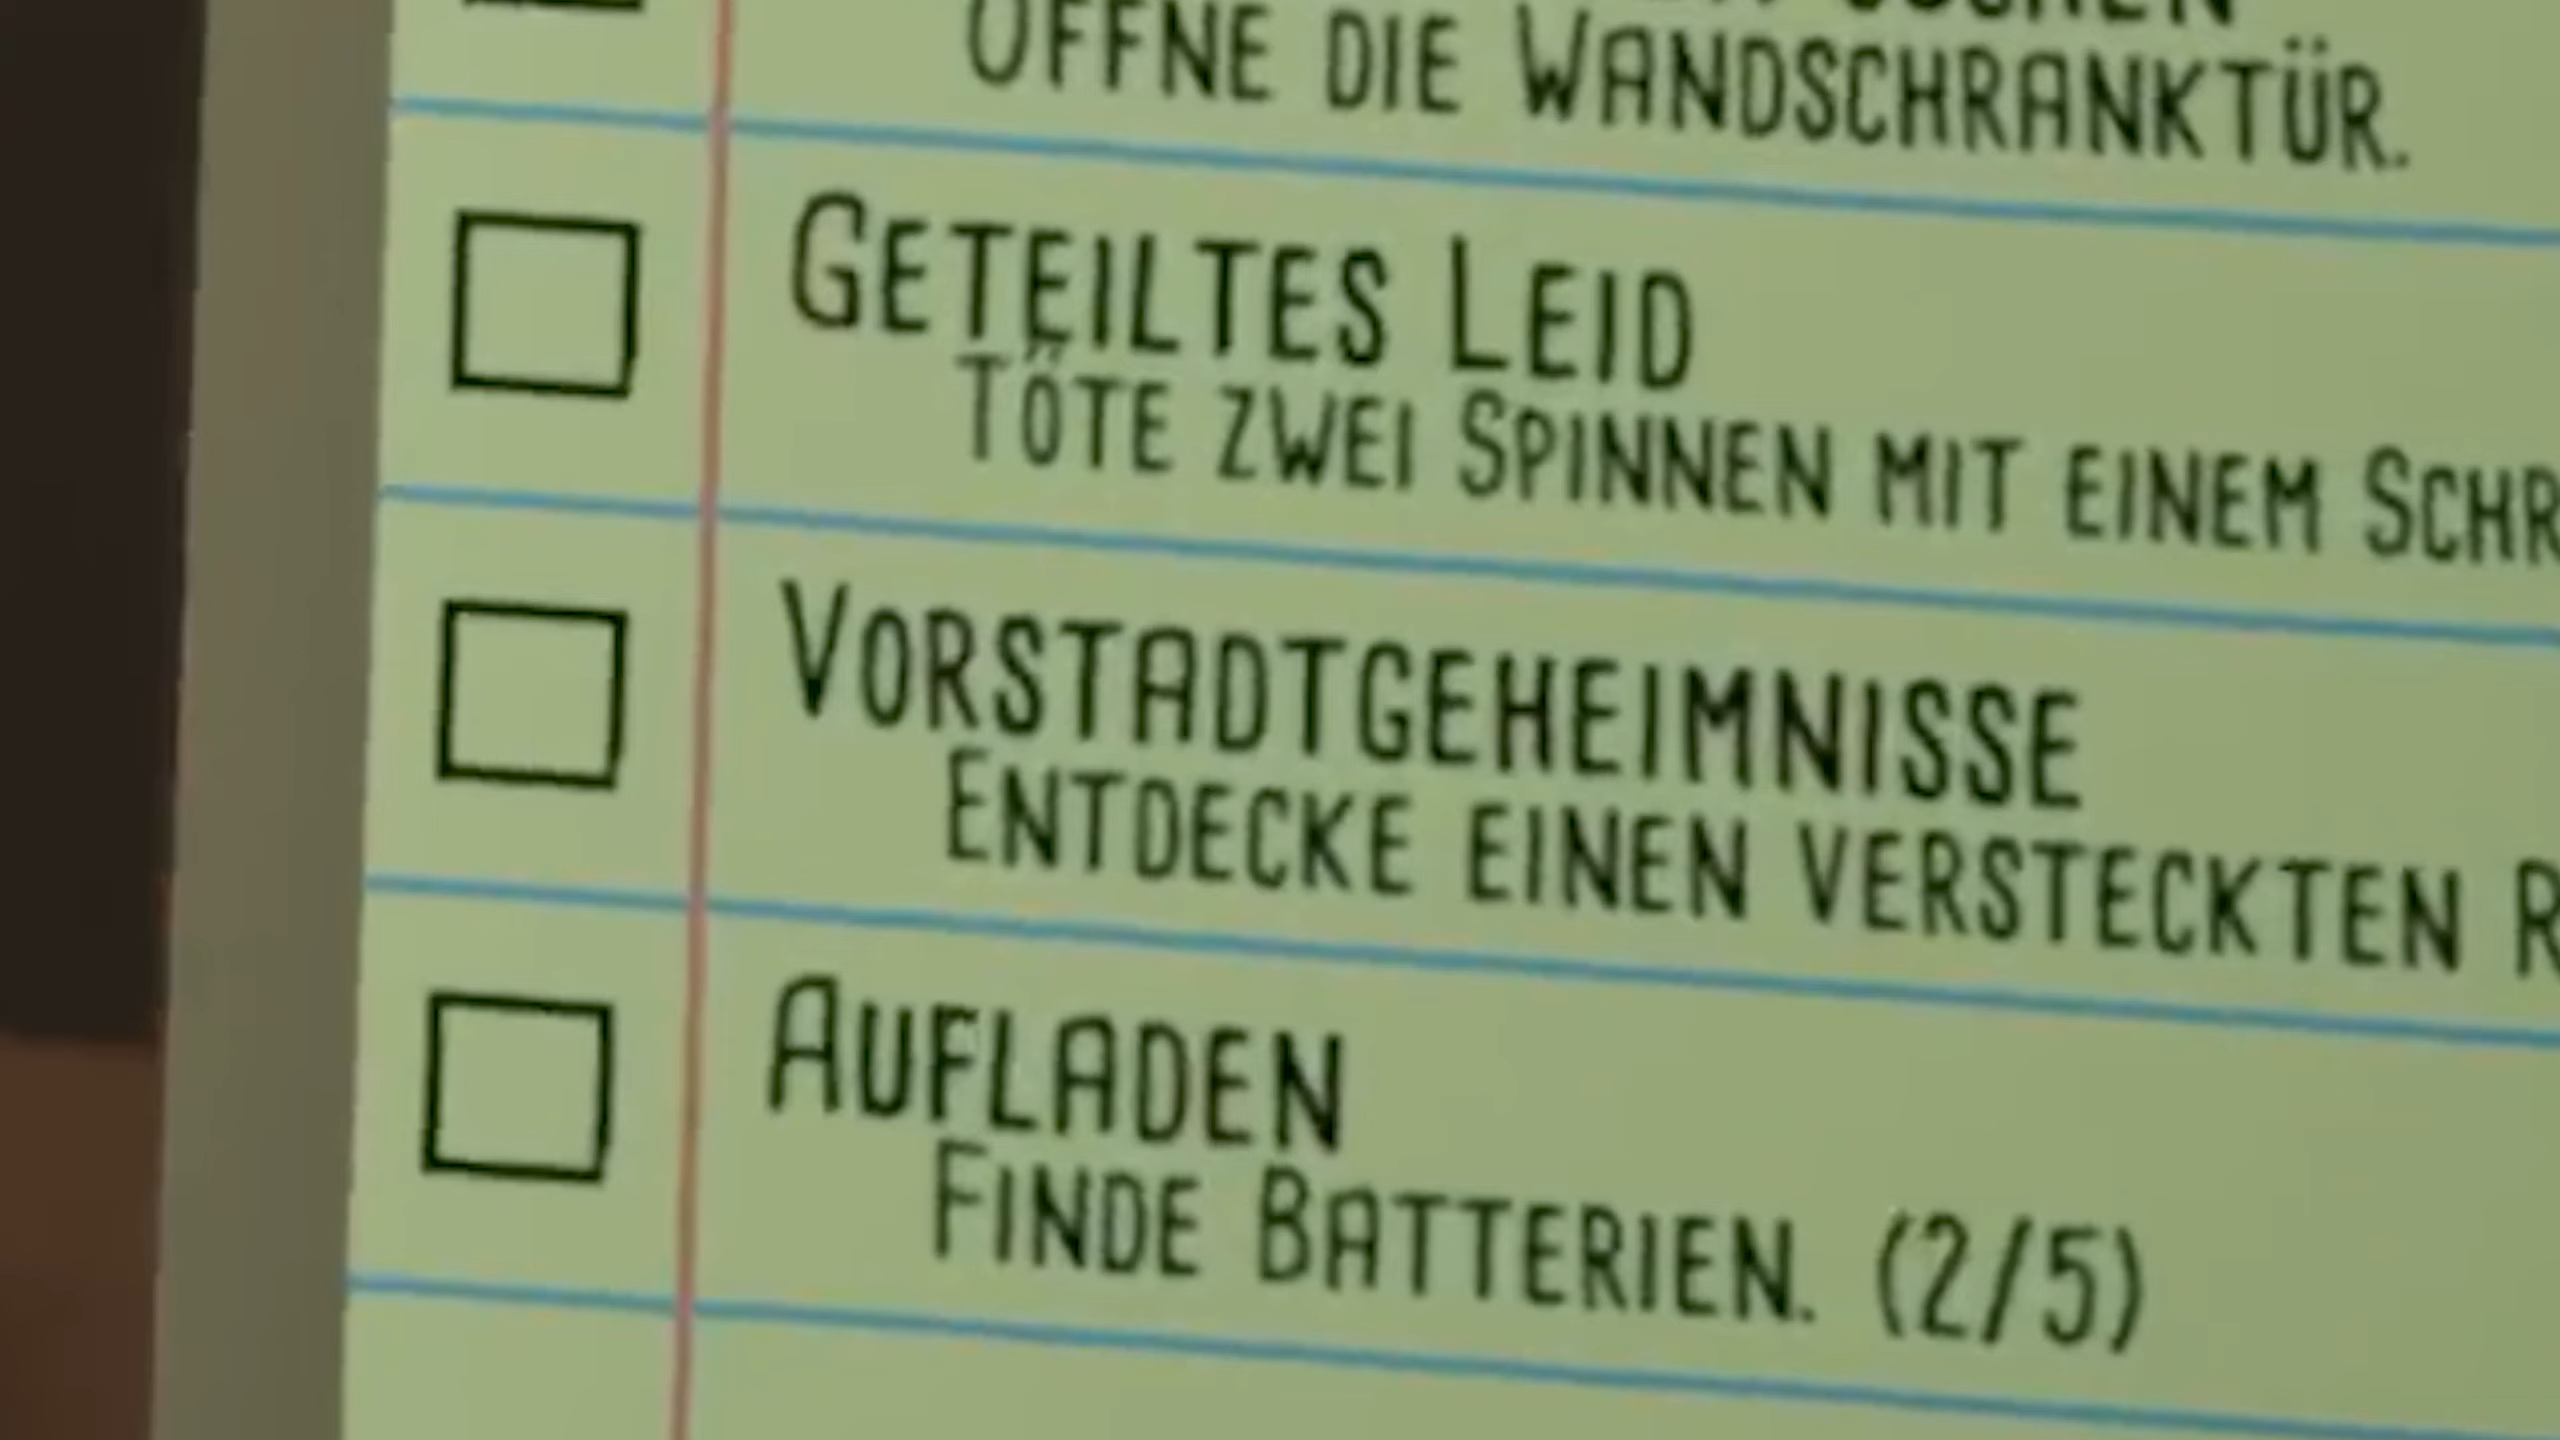 ÖFFNE DIE WANDSCHRANKTÜR.
GETEILTES LEID
TÖTE ZWEI SPINNEN MIT EINEM
VORSTADTGEHEIMNISSE
ENTDECKE EINEN VERSTECKTEN
AUFLADEN
FINDE BATTERIEN. (2/5)